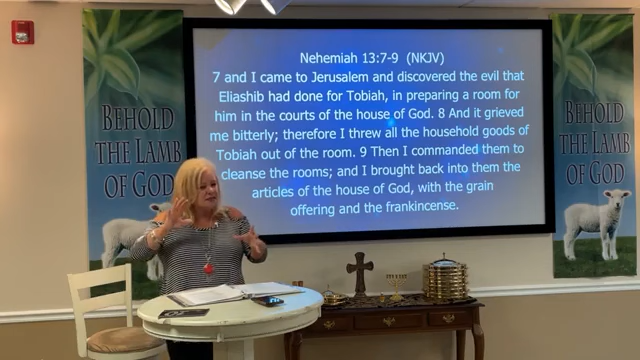 BEHOLD
THE LAMB
OF GOD
Nehemiah 13:7-9 (NKJV)
7 and I came to Jerusalem and discovered the evil that
Eliashib had done for Tobiah, in preparing a room for
him in the courts of the house of God. 8 And it grieved
me bitterly; therefore I threw all the household goods of
Tobiah out of the room. 9 Then I commanded them to
cleanse the rooms; and I brought back into them the
articles of the house of God, with the grain
offering and the frankincense.
BEHOLD
THE LAMB
OF GOD